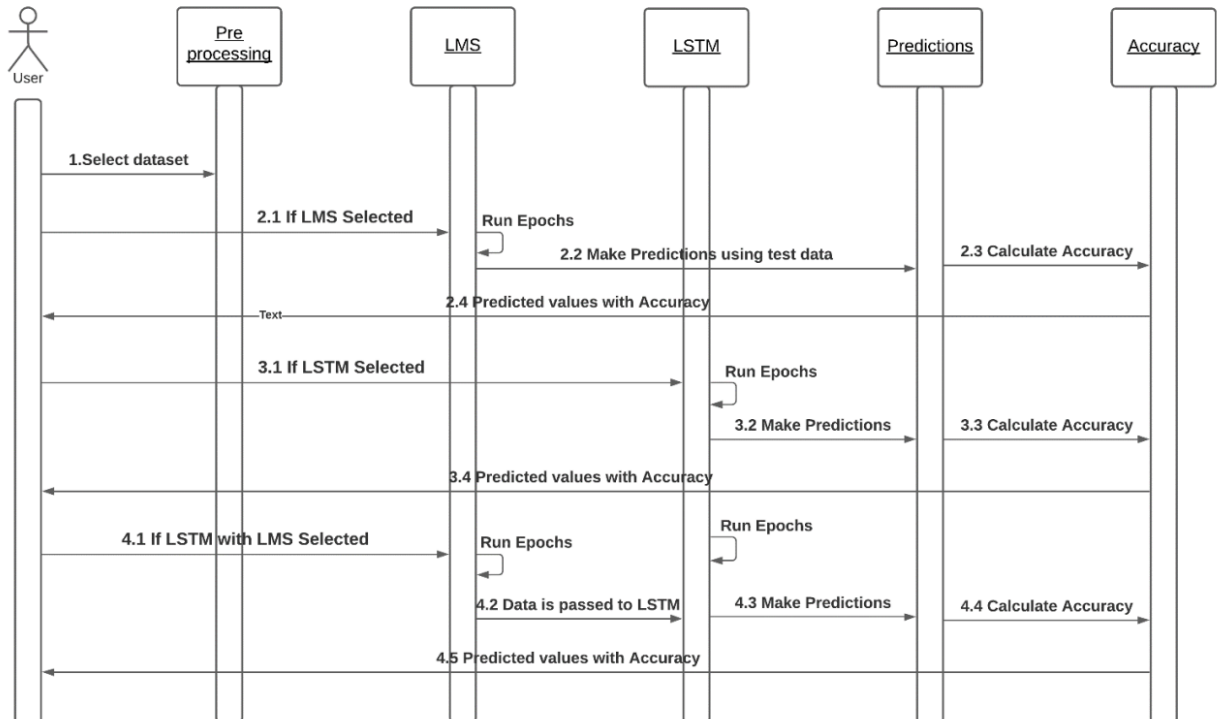 User
Pre
processing
LMS
LSTM
Predictions
Accuracy
1.Select dataset
2.1 If LMS Selected
Run Epochs
2.2 Make Predictions using test data
2.3 Calculate Accuracy
2.4 Predicted values with Accuracy
Text
3.1 If LSTM Selected
Run Epochs
3.2 Make Predictions
3.3 Calculate Accuracy
3.4 Predicted values with Accuracy
4.1 If LSTM with LMS Selected
Run Epochs
Run Epochs
4.2 Data is passed to LSTM
4.3 Make Predictions
4.4 Calculate Accuracy
4.5 Predicted values with Accuracy